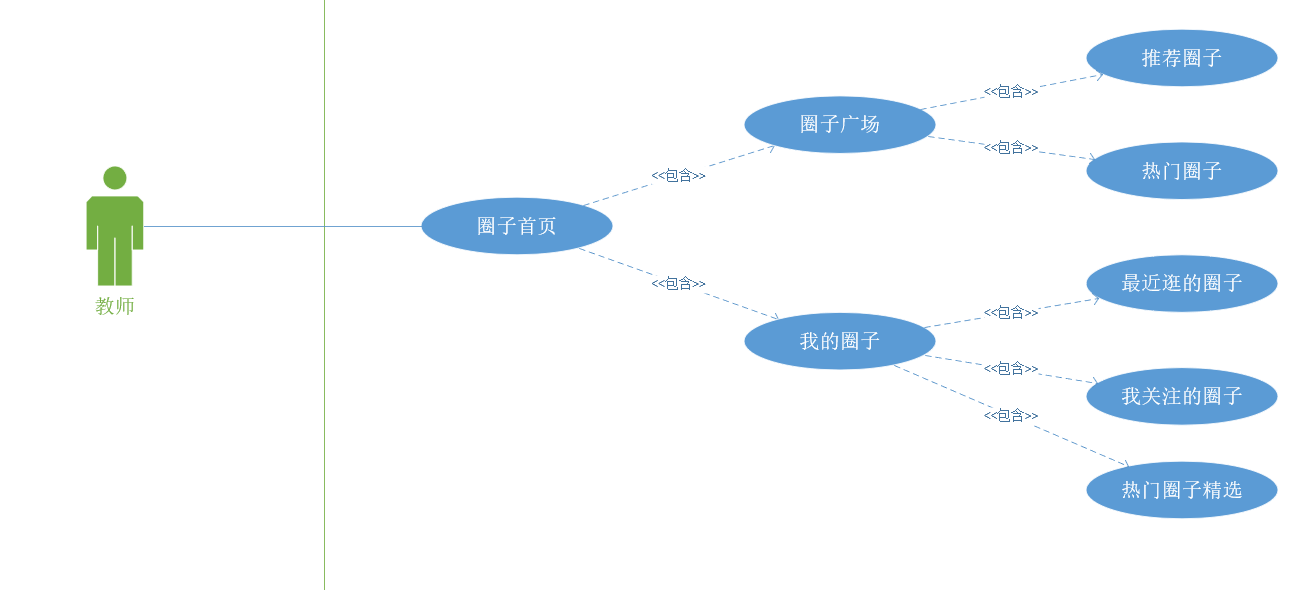 教师
圈子首页
<<包含>>
圈子广场
<<包含>>
推荐圈子
<<包含>>
热门圈子
<<包含>>
我的圈子
<<包含>>
最近逛的圈子
<<包含>>
我关注的圈子
<<包含>>
热门圈子精选